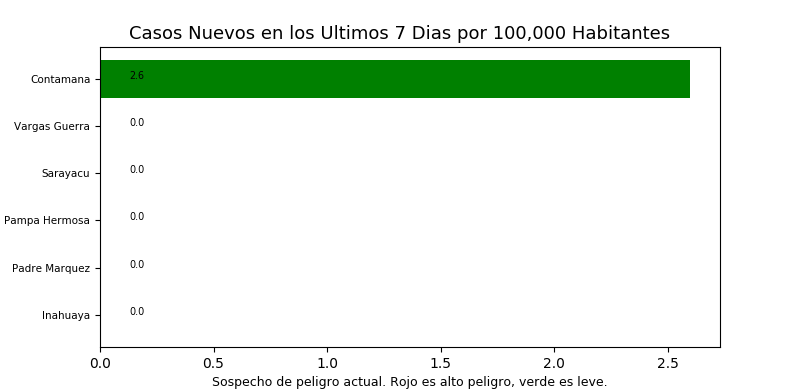 Casos Nuevos en los Ultimos 7 Dias por 100,000 Habitantes
Contamana 2.6
Vargas Guerra 0.0
Sarayacu 0.0
Pampa Hermosa 0.0
Padre Marquez 0.0
Inahuaya 0.0
0.0 0.5 1.0 1.5 2.0 2.5
Sospecho de peligro actual. Rojo es alto peligro, verde es leve.